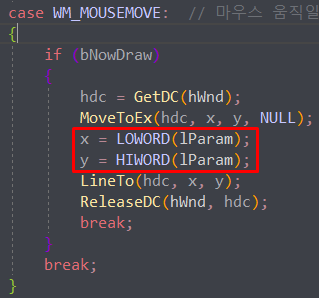 case WM_MOUSEMOVE:  // 마우스 움직일
{
if (bNowDraw)
{
hdc = GetDC(hWnd);
MoveToEx(hdc, x, y, NULL);
x = LOWORD(lParam);
y = HIWORD(lParam);
LineTo(hdc, x, y);
ReleaseDC(hWnd, hdc);
break;
}
break;
}